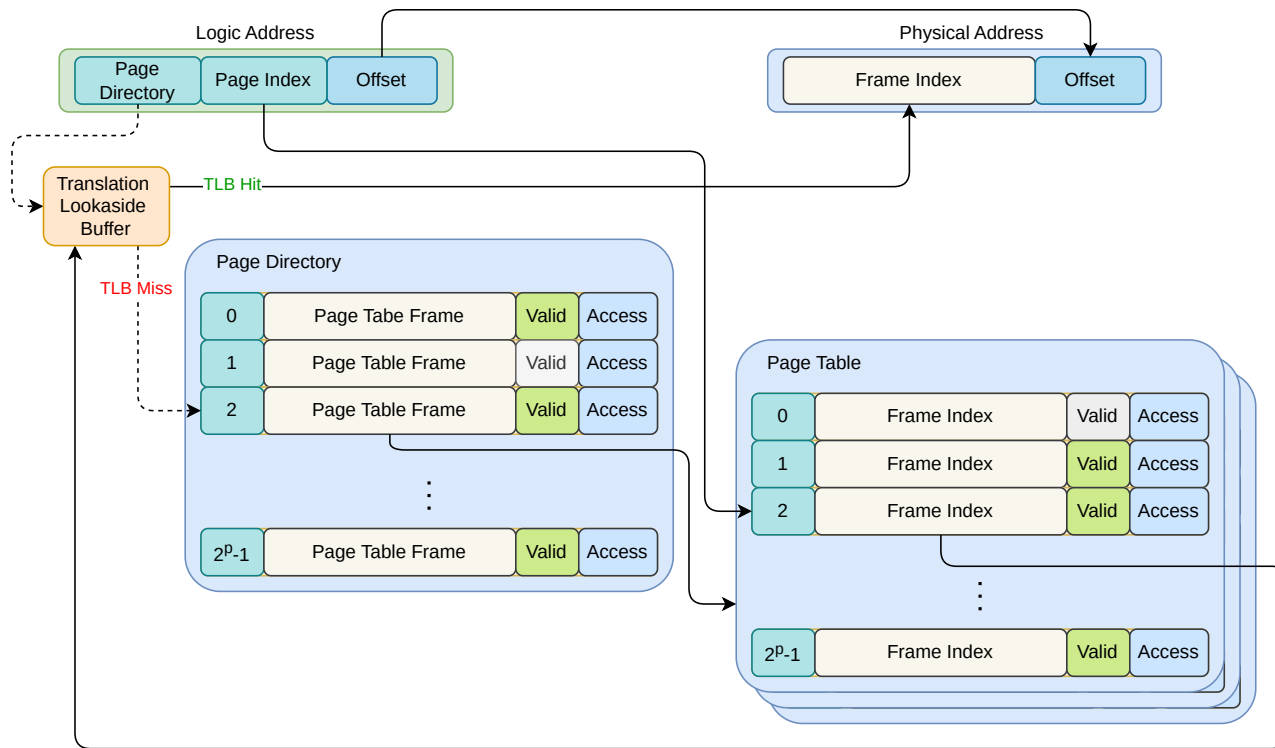 Logic Address
Physical Address
Page
Directory
Page Index
Offset
Frame Index
Offset
Translation
Lookaside
Buffer
TLB Hit
TLB Miss
Page Directory
0 Page Tabe Frame Valid Access
1 Page Table Frame Valid Access
2 Page Table Frame Valid Access
⋮
2ᵖ-1 Page Table Frame Valid Access
Page Table
0 Frame Index Valid Access
1 Frame Index Valid Access
2 Frame Index Valid Access
⋮
2ᵖ-1 Frame Index Valid Access